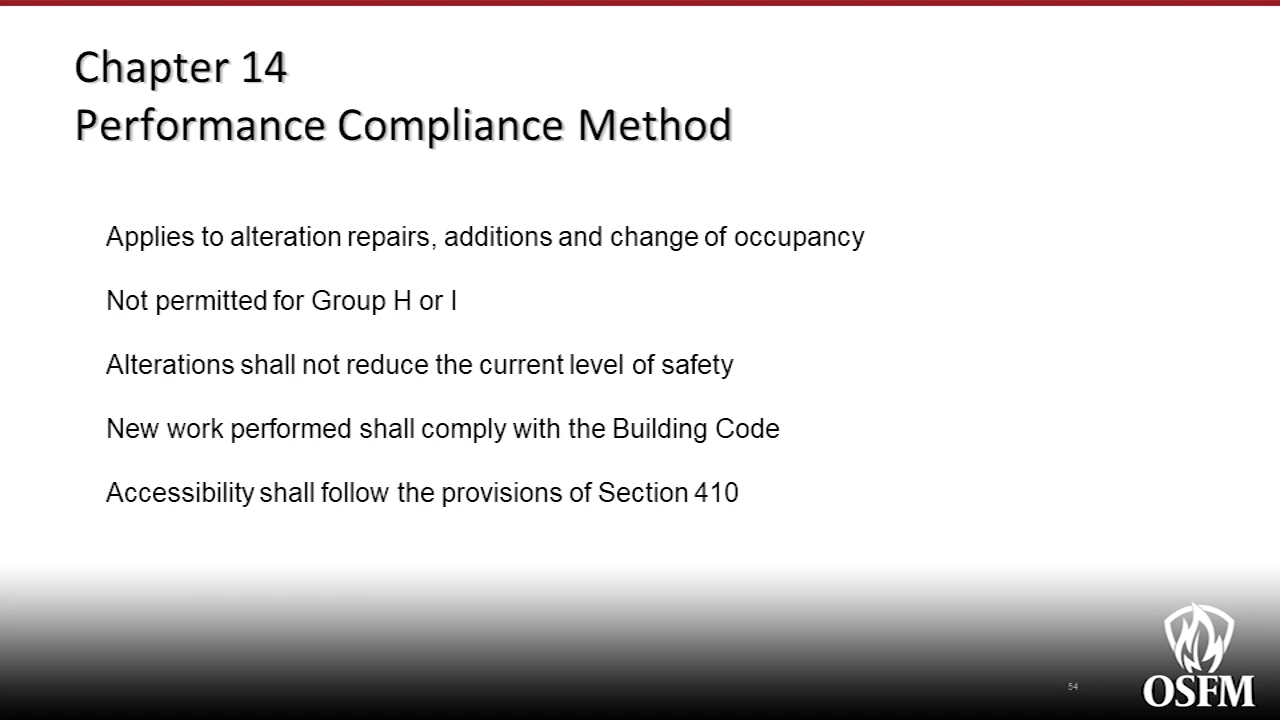 Chapter 14
Performance Compliance Method
Applies to alteration repairs, additions and change of occupancy
Not permitted for Group H or I
Alterations shall not reduce the current level of safety
New work performed shall comply with the Building Code
Accessibility shall follow the provisions of Section 410
54
OSFM